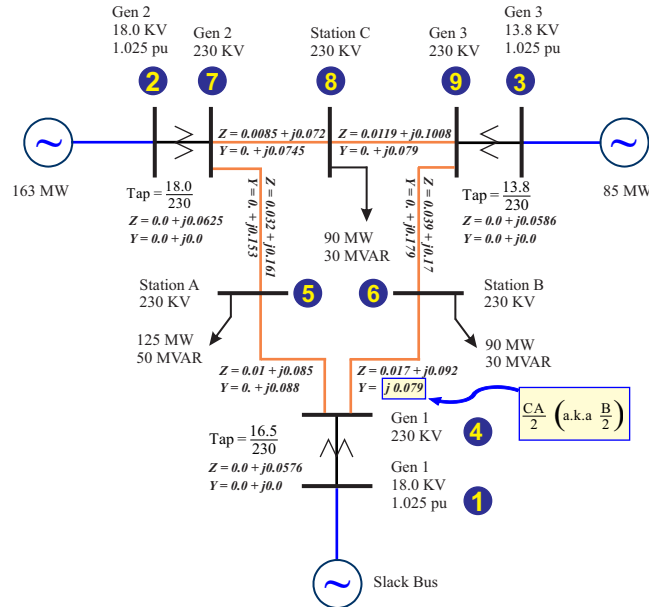 Gen 2
18.0 KV
1.025 pu
Gen 2
230 KV
Station C
230 KV
Gen 3
230 KV
Gen 3
13.8 KV
1.025 pu
2
7
8
9
3
~
163 MW
Z = 0.0085 + j0.072
Y = 0. + j0.0745
Z = 0.0119 + j0.1008
Y = 0. + j0.079
~
85 MW
Tap = 18.0/230
Z = 0.0 + j0.0625
Y = 0.0 + j0.0
Z = 0.032 + j0.161
Y = 0. + j0.153
90 MW
30 MVAR
Z = 0.039 + j0.17
Y = 0. + j0.179
Tap = 13.8/230
Z = 0.0 + j0.0586
Y = 0.0 + j0.0
Station A
230 KV
5
6
Station B
230 KV
125 MW
50 MVAR
90 MW
30 MVAR
Z = 0.01 + j0.085
Y = 0. + j0.088
Z = 0.017 + j0.092
Y = j 0.079
CA/2 (a.k.a B/2)
Tap = 16.5/230
Z = 0.0 + j0.0576
Y = 0.0 + j0.0
Gen 1
230 KV
4
Gen 1
18.0 KV
1.025 pu
1
~
Slack Bus